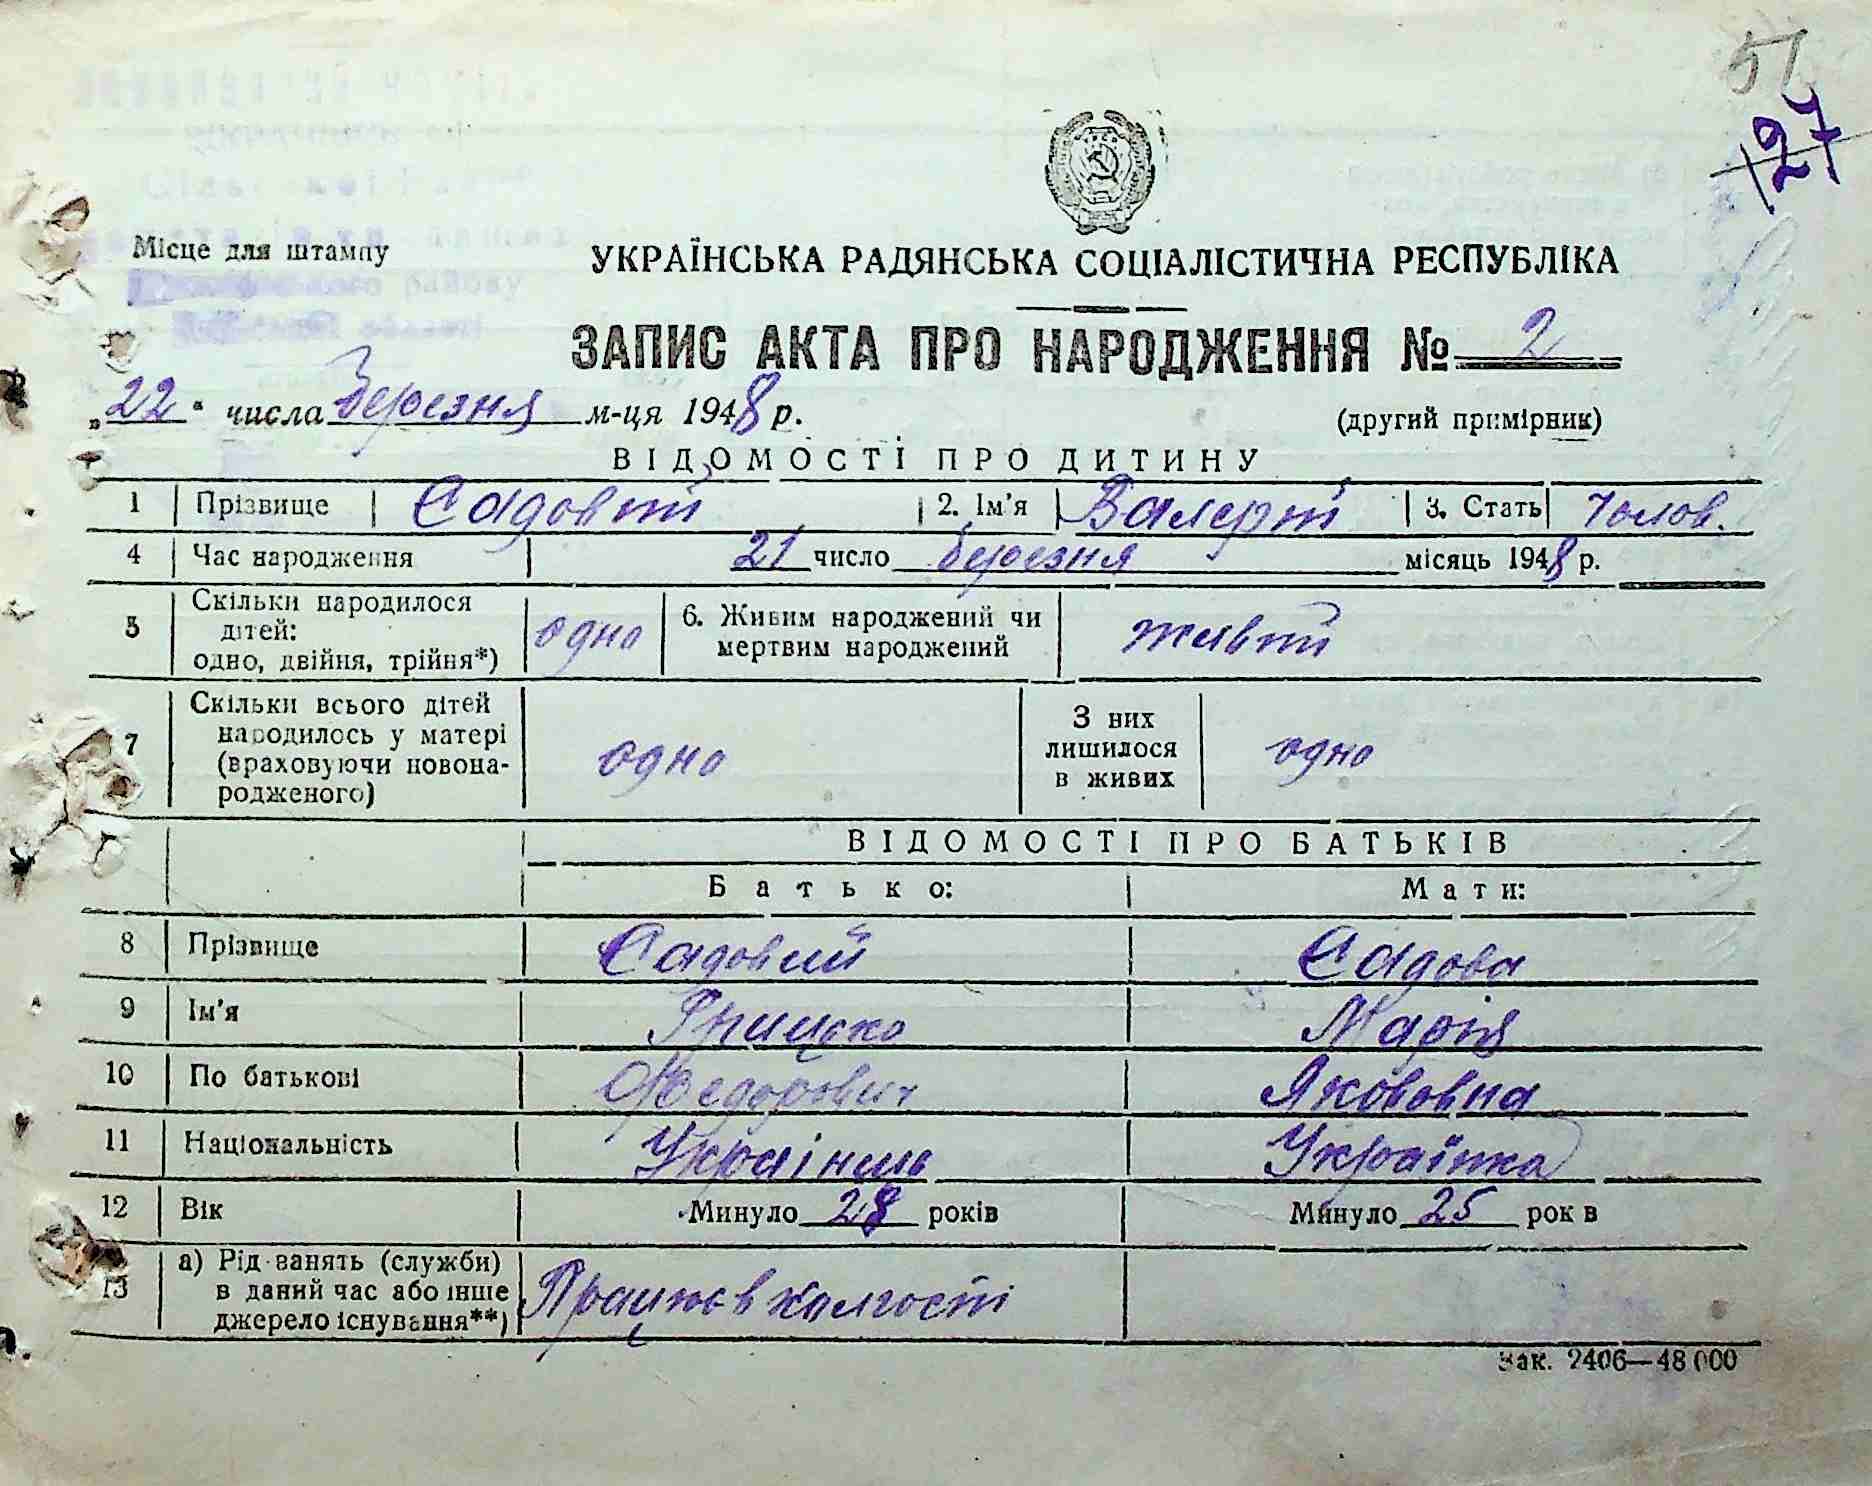 51
27
Місце для штампу
УКРАЇНСЬКА РАДЯНСЬКА СОЦІАЛІСТИЧНА РЕСПУБЛІКА
ЗАПИС АКТА ПРО НАРОДЖЕННЯ № 2
„22“ числа Березня м-ця 1948 р.
(другий примірник)
ВІДОМОСТІ ПРО ДИТИНУ
1 Прізвище Садовий 2. Ім'я Валерій 3. Стать Чолов.
4 Час народження 21 число березня місяць 1948 р.
5 Скільки народилося дітей: одно, двійня, трійня*) одно 6. Живим народжений чи мертвим народжений живий
7 Скільки всього дітей народилось у матері (враховуючи новонародженого) одно З них лишилося в живих одно
ВІДОМОСТІ ПРО БАТЬКІВ
Батько: Мати:
8 Прізвище Садовий Садова
9 Ім'я Грицько Марія
10 По батькові Федорович Якововна
11 Національність Українець Українка
12 Вік Минуло 28 років Минуло 25 рок в
13 а) Рід занять (служби) в даний час або інше джерело існування**) Працює в колгоспі
Зак. 2406—48 000